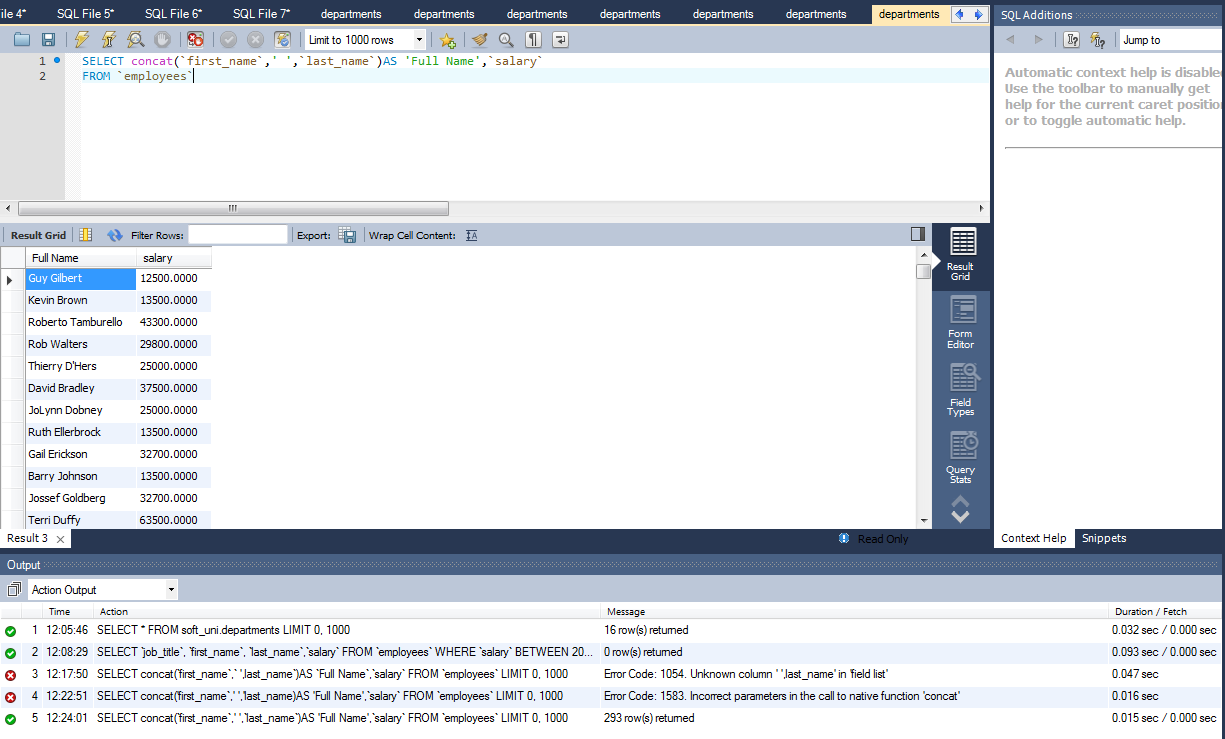 ile 4* SQL File 5* SQL File 6* SQL File 7* departments departments departments departments departments departments departments
SQL Additions
Limit to 1000 rows
Jump to
1 SELECT concat(`first_name`,' ',`last_name`)AS 'Full Name',`salary`
2 FROM `employees`
Automatic context help is disable
Use the toolbar to manually get
help for the current caret positio
or to toggle automatic help.
Result Grid Filter Rows: Export: Wrap Cell Content:
Full Name salary
Guy Gilbert 12500.0000
Kevin Brown 13500.0000
Roberto Tamburello 43300.0000
Rob Walters 29800.0000
Thierry D'Hers 25000.0000
David Bradley 37500.0000
JoLynn Dobney 25000.0000
Ruth Ellerbrock 13500.0000
Gail Erickson 32700.0000
Barry Johnson 13500.0000
Jossef Goldberg 32700.0000
Terri Duffy 63500.0000
Result
Grid
Form
Editor
Field
Types
Query
Stats
Result 3 Read Only
Context Help Snippets
Output
Action Output
Time Action Message Duration / Fetch
1 12:05:46 SELECT * FROM soft_uni.departments LIMIT 0, 1000 16 row(s) returned 0.032 sec / 0.000 sec
2 12:08:29 SELECT `job_title`, `first_name`, `last_name`,`salary` FROM `employees` WHERE `salary` BETWEEN 20... 0 row(s) returned 0.093 sec / 0.000 sec
3 12:17:50 SELECT concat(`first_name`,` `,`last_name`)AS `Full Name`,`salary` FROM `employees` LIMIT 0, 1000 Error Code: 1054. Unknown column '` `,last_name' in 'field list' 0.047 sec
4 12:22:51 SELECT concat(`first_name`,' ',`last_name)AS 'Full Name',`salary` FROM `employees` LIMIT 0, 1000 Error Code: 1583. Incorrect parameters in the call to native function 'concat' 0.016 sec
5 12:24:01 SELECT concat(`first_name`,' ',`last_name`)AS 'Full Name',`salary` FROM `employees` LIMIT 0, 1000 293 row(s) returned 0.015 sec / 0.000 sec